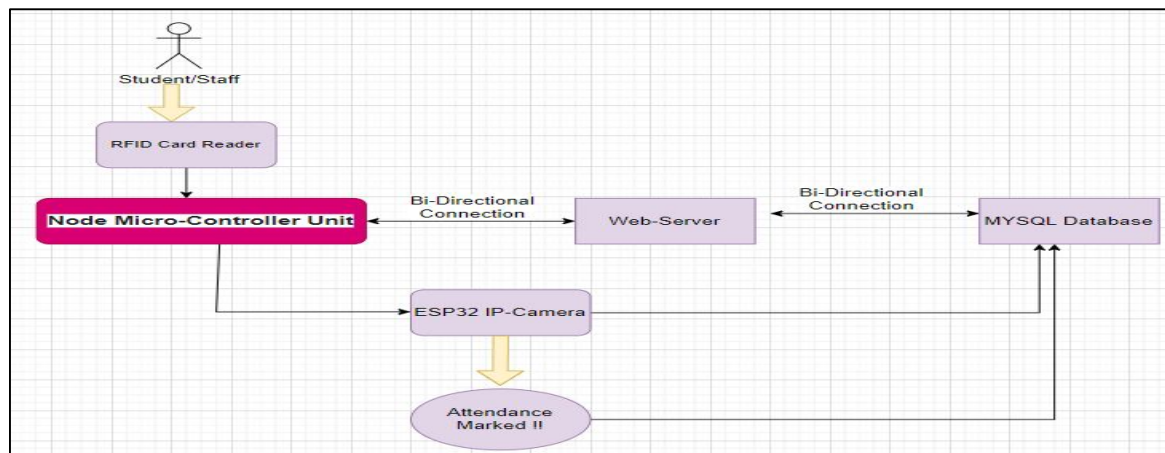 Student/Staff
RFID Card Reader
Bi-Directional
Connection
Bi-Directional
Connection
Node Micro-Controller Unit
Web-Server
MYSQL Database
ESP32 IP-Camera
Attendance
Marked !!